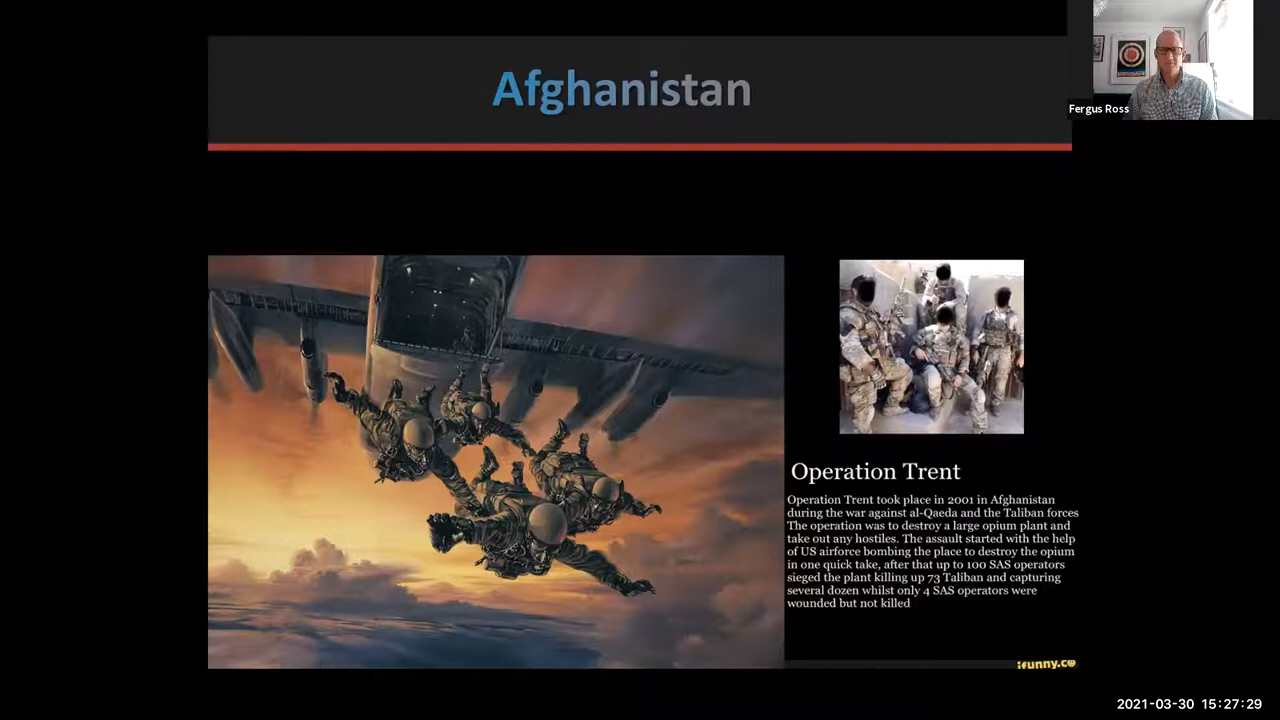 Afghanistan
Fergus Ross
Operation Trent
Operation Trent took place in 2001 in Afghanistan
during the war against al-Qaeda and the Taliban forces
The operation was to destroy a large opium plant and
take out any hostiles. The assault started with the help
of US airforce bombing the place to destroy the opium
in one quick take, after that up to 100 SAS operators
sieged the plant killing up 73 Taliban and capturing
several dozen whilst only 4 SAS operators were
wounded but not killed
ifunny.co
2021-03-30 15:27:29